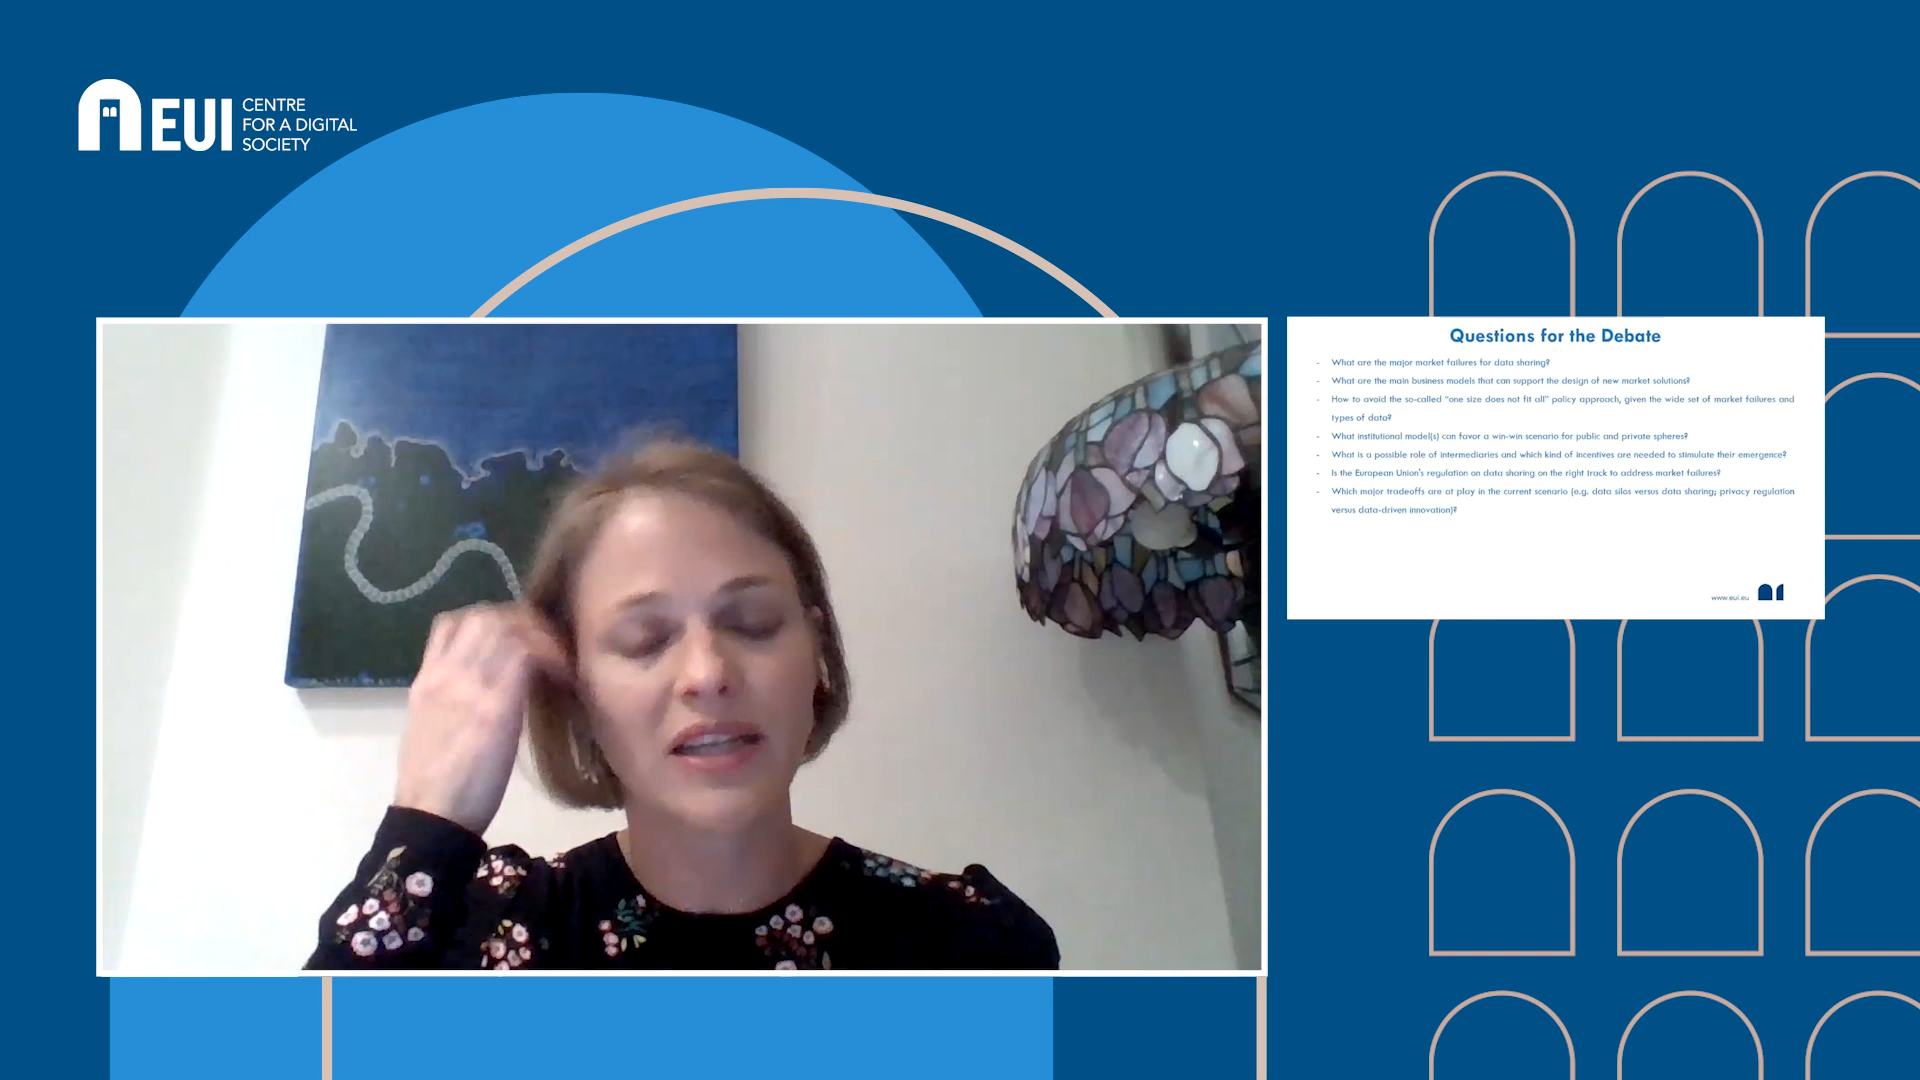 EUI
CENTRE
FOR A DIGITAL
SOCIETY
Questions for the Debate
- What are the major market failures for data sharing?
- What are the main business models that can support the design of new market solutions?
- How to avoid the so-called "one size does not fit all" policy approach, given the wide set of market failures and
types of data?
- What institutional model(s) can favor a win-win scenario for public and private spheres?
- What is a possible role of intermediaries and which kind of incentives are needed to stimulate their emergence?
- Is the European Union's regulation on data sharing on the right track to address market failures?
- Which major tradeoffs are at play in the current scenario (e.g. data silos versus data sharing; privacy regulation
versus data-driven innovation)?
www.eui.eu